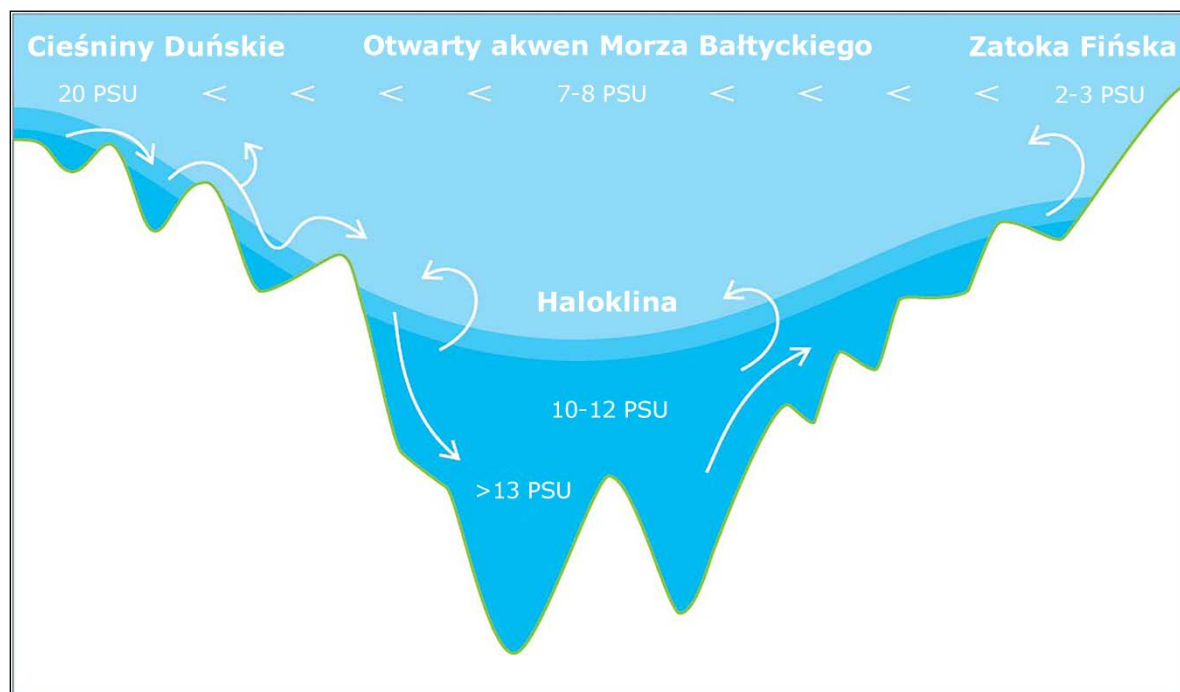 Cieśniny Duńskie
Otwarty akwen Morza Bałtyckiego
Zatoka Fińska
20 PSU < < < < 7-8 PSU < < < < 2-3 PSU
Haloklina
10-12 PSU
>13 PSU